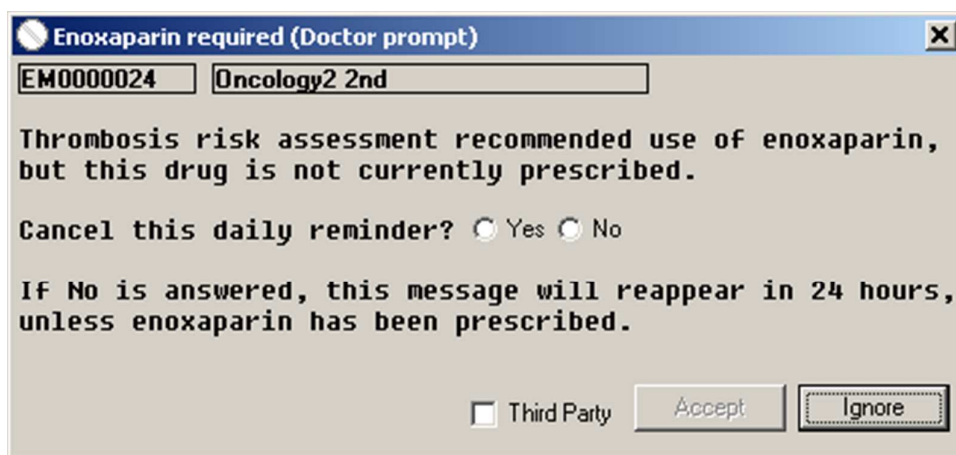 Enoxaparin required (Doctor prompt)
EM0000024 Oncology2 2nd
Thrombosis risk assessment recommended use of enoxaparin,
but this drug is not currently prescribed.
Cancel this daily reminder? Yes No
If No is answered, this message will reappear in 24 hours,
unless enoxaparin has been prescribed.
Third Party Accept Ignore